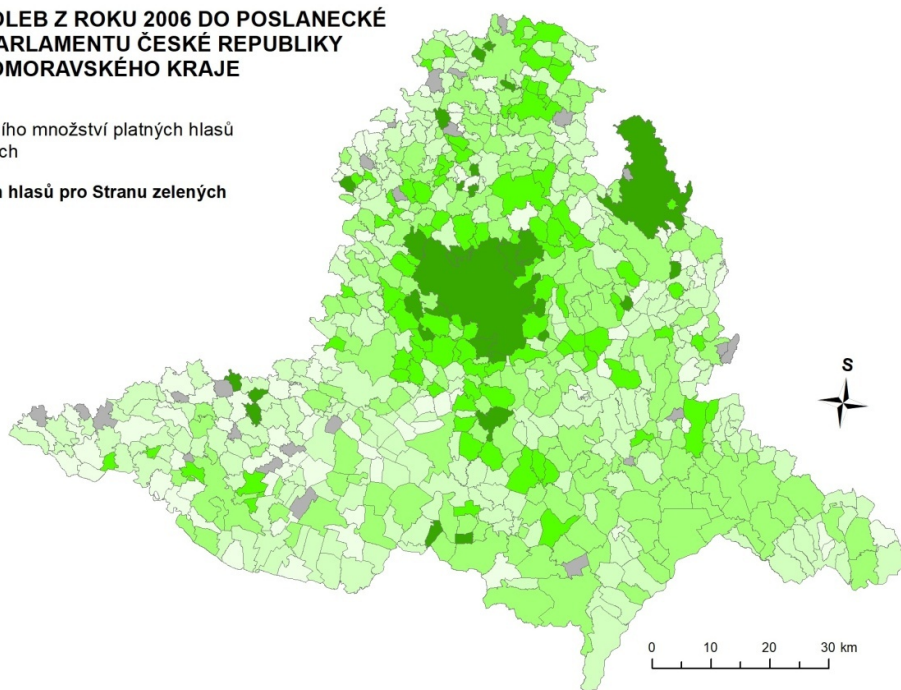 OLEB Z ROKU 2006 DO POSLANECKÉ
ARLAMENTU ČESKÉ REPUBLIKY
OMORAVSKÉHO KRAJE
ího množství platných hlasů
ch
hlasů pro Stranu zelených
S
0 10 20 30 km